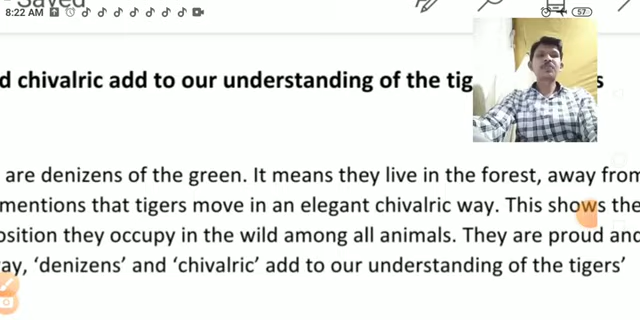 Saved
8:22 AM 57
d chivalric add to our understanding of the tig s
are denizens of the green. It means they live in the forest, away from
mentions that tigers move in an elegant chivalric way. This shows the
osition they occupy in the wild among all animals. They are proud and
ay, ‘denizens’ and ‘chivalric’ add to our understanding of the tigers’